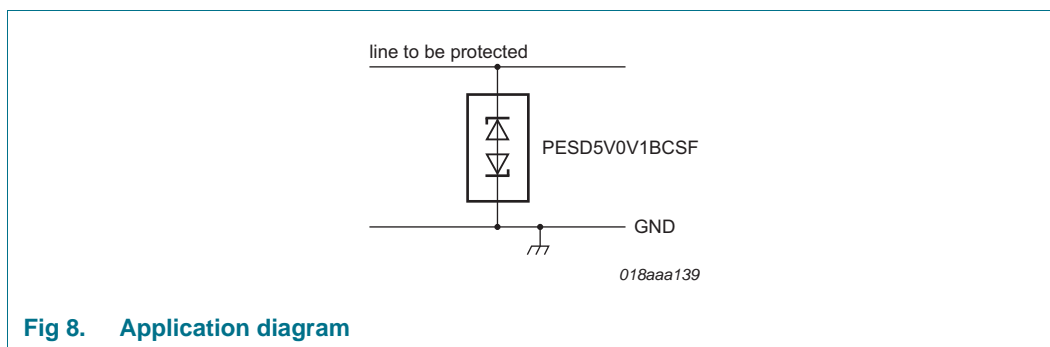 line to be protected
PESD5V0V1BCSF
GND
018aaa139
Fig 8. Application diagram